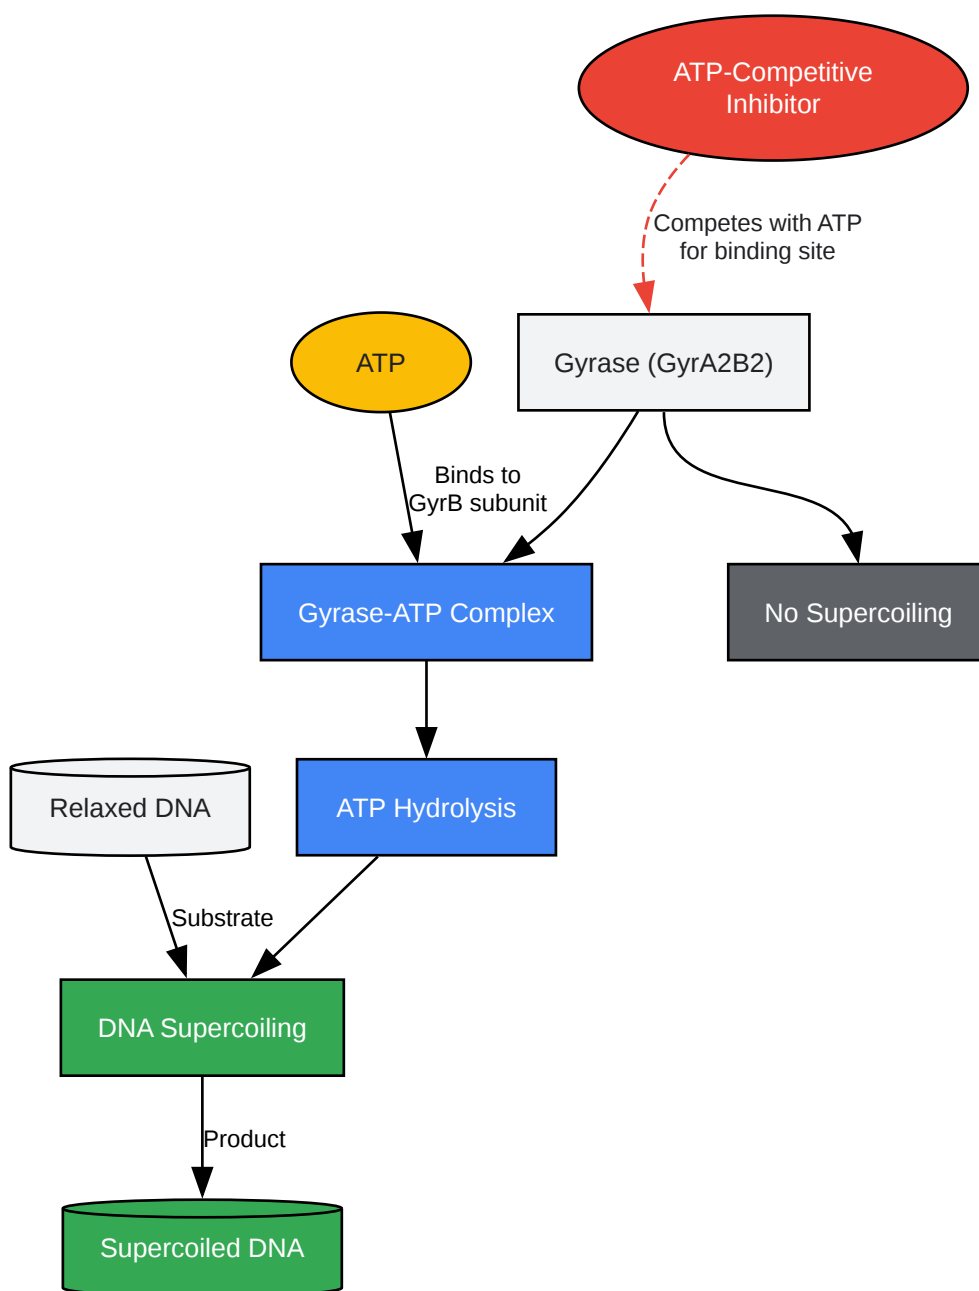 ATP-Competitive
Inhibitor
Competes with ATP
for binding site
ATP
Gyrase (GyrA2B2)
Binds to
GyrB subunit
Gyrase-ATP Complex
No Supercoiling
Relaxed DNA
ATP Hydrolysis
Substrate
DNA Supercoiling
Product
Supercoiled DNA